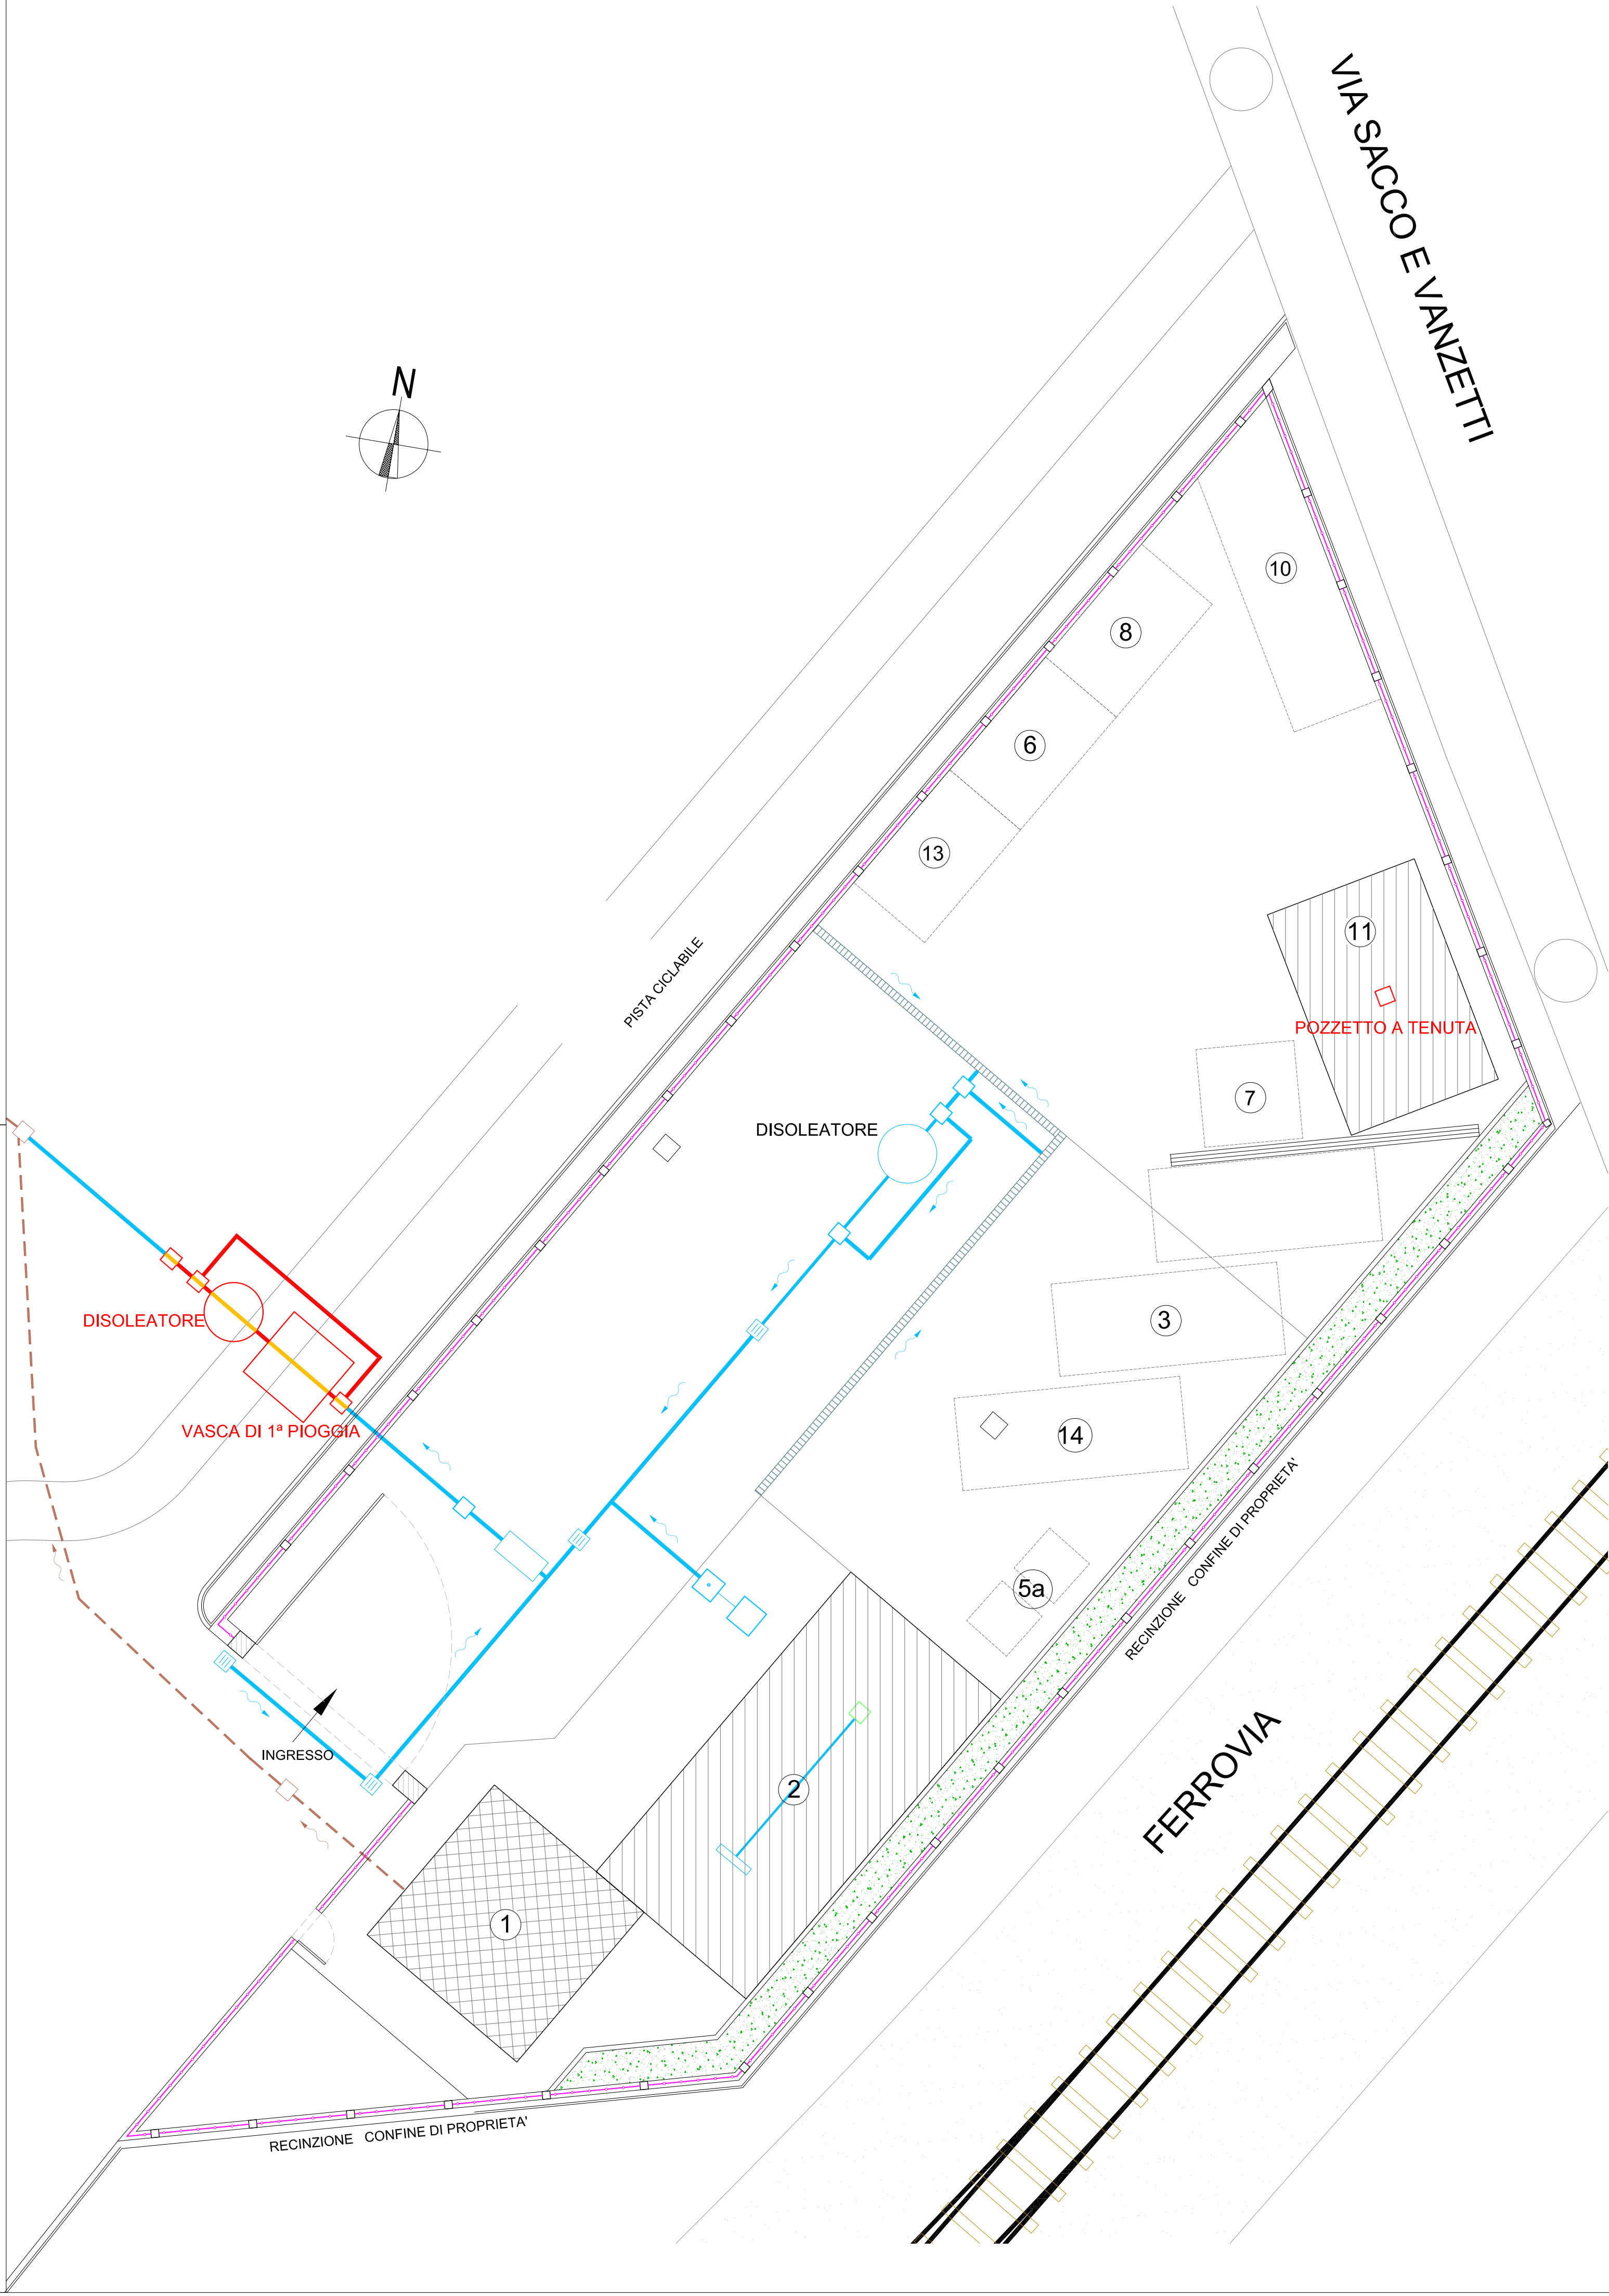 VIA SACCO E VANZETTI
N
10
8
6
13
11
POZZETTO A TENUTA
PISTA CICLABILE
7
DISOLEATORE
DISOLEATORE
3
VASCA DI 1ª PIOGGIA
14
RECINZIONE CONFINE DI PROPRIETA'
5a
INGRESSO
2
FERROVIA
1
RECINZIONE CONFINE DI PROPRIETA'